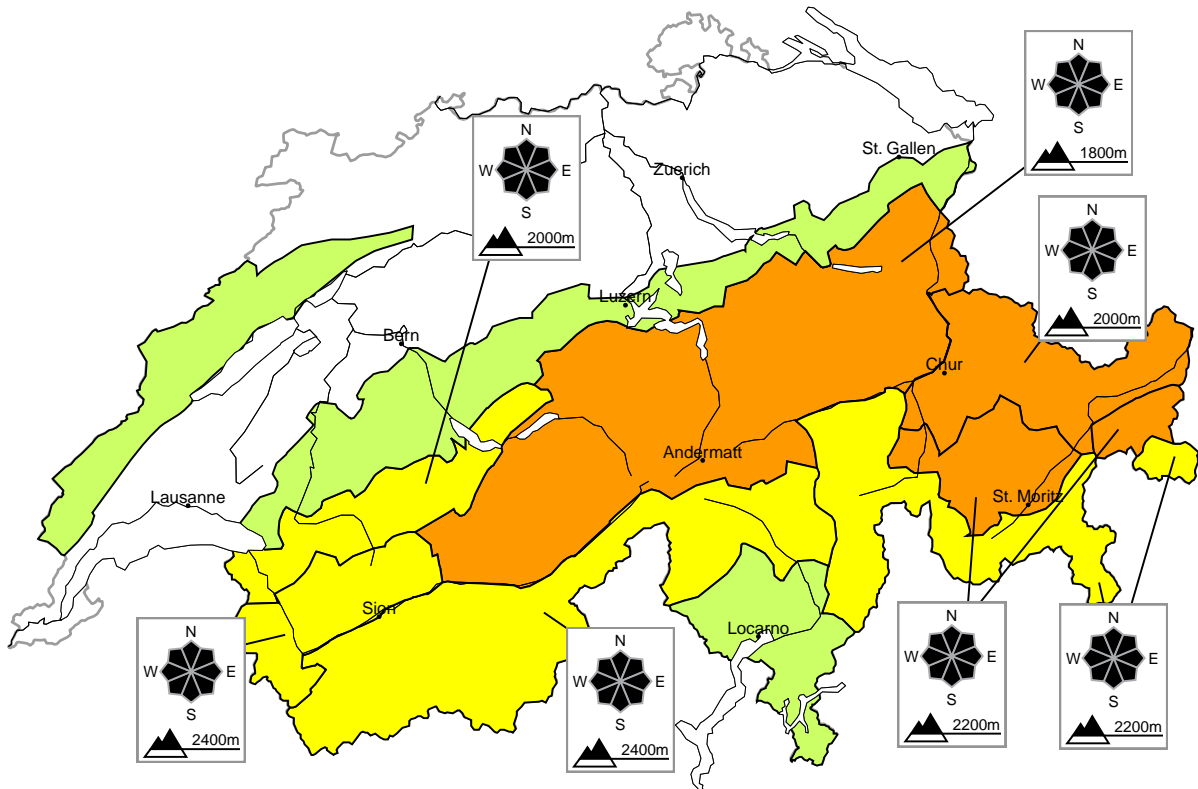 N
W E
S
1800m
N
W E
S
2000m
St. Gallen
Zuerich
N
W E
S
2000m
Luzern
Bern
Chur
Andermatt
Lausanne
St. Moritz
Sion
Locarno
N
W E
S
2400m
N
W E
S
2400m
N
W E
S
2200m
N
W E
S
2200m